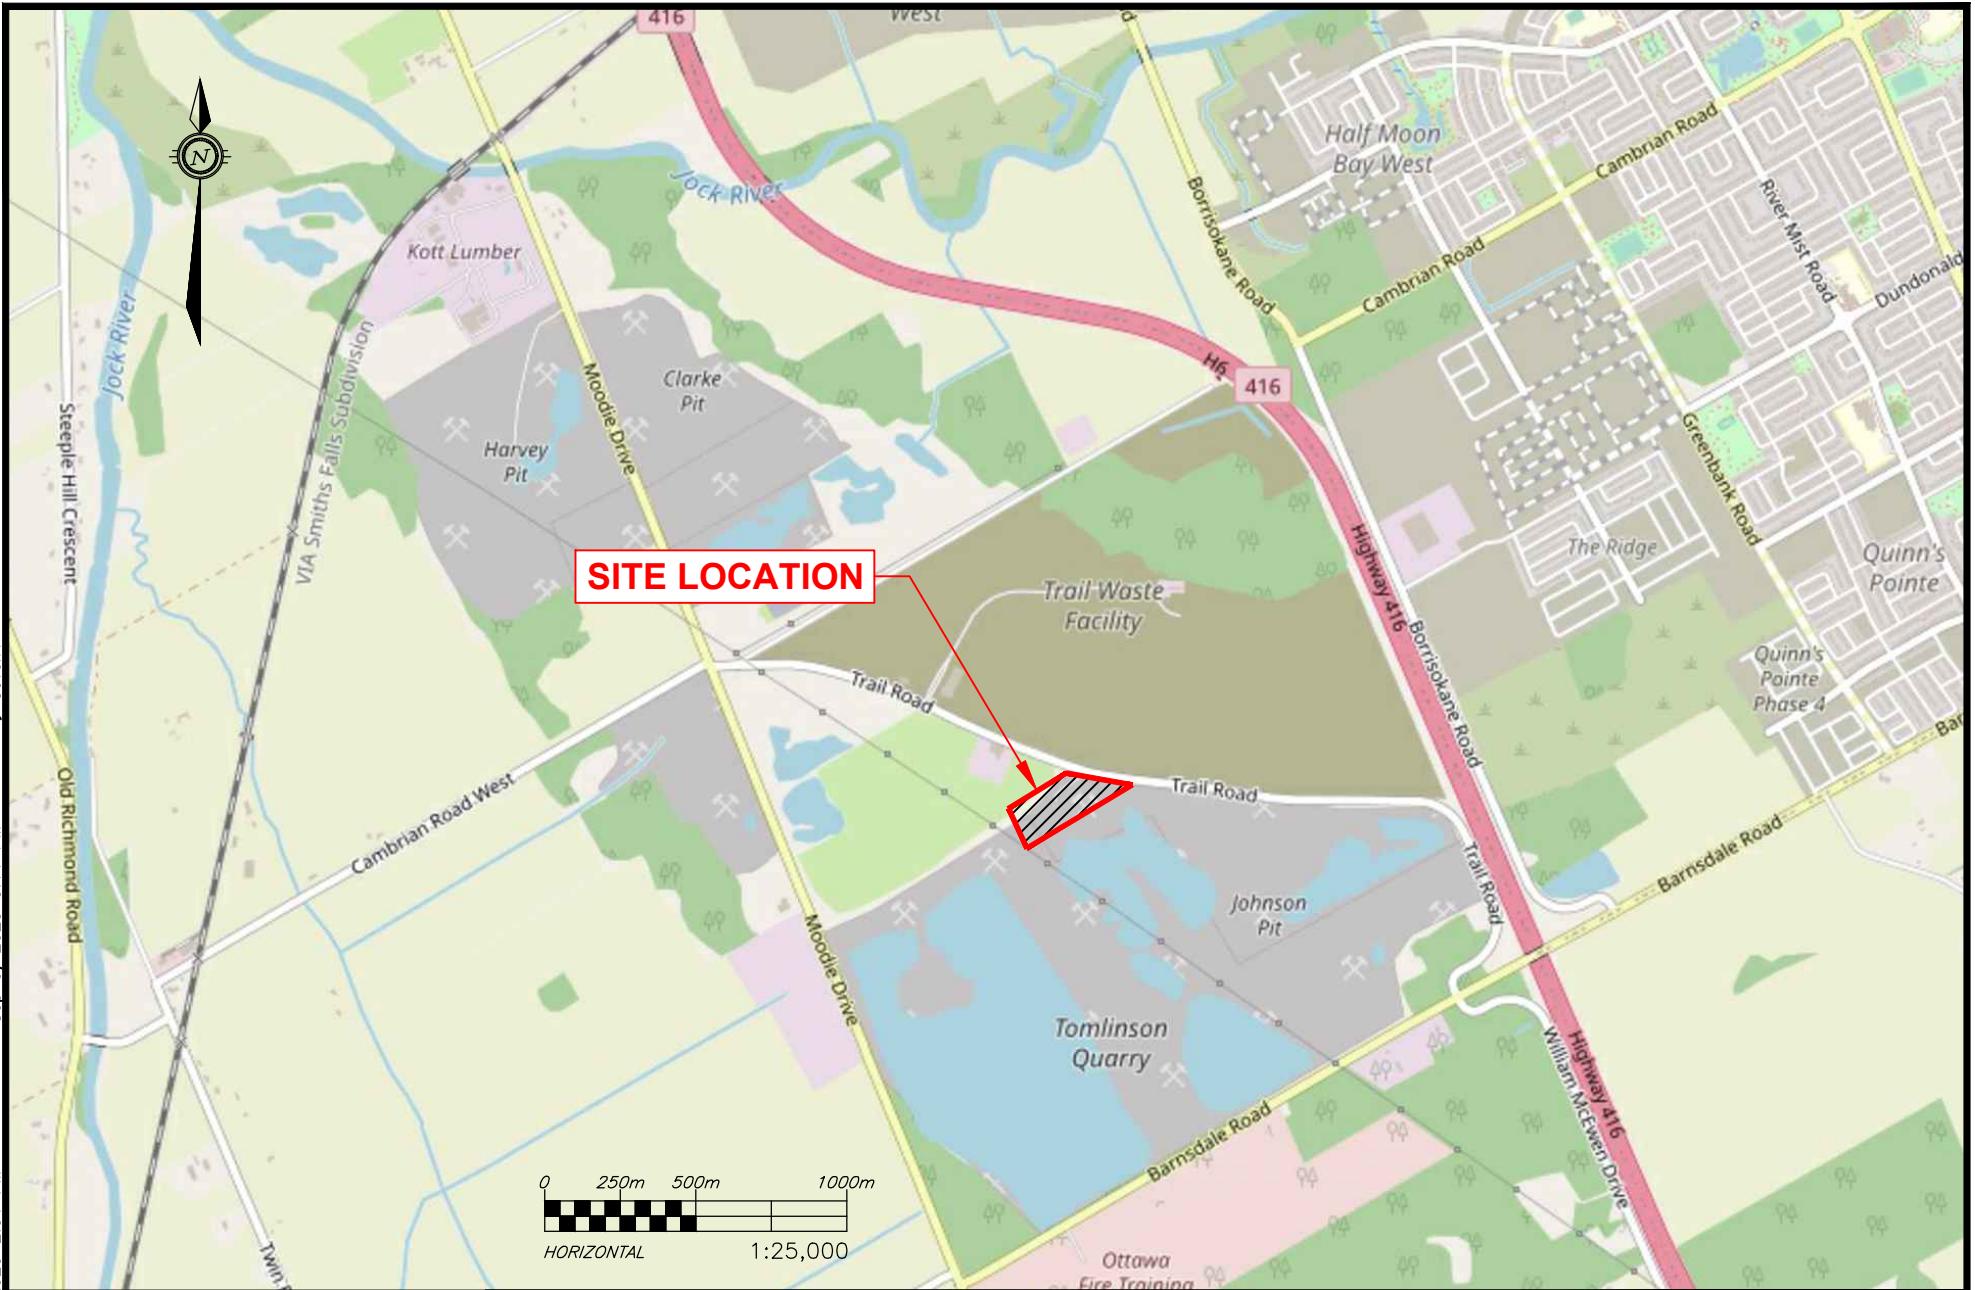 416
West
N
Half Moon
Bay West
Cambrian Road
Jock River
Borrisokane Road
River Mist Road
Kott Lumber
Cambrian Road
Dundonald
Jock River
VIA Smiths Falls Subdivision
Moodie Drive
Clarke
Pit
H6
416
Steeple Hill Crescent
Harvey
Pit
Greenbank Road
Highway 416
The Ridge
Quinn's
Pointe
SITE LOCATION
Trail Waste
Facility
Borrisokane Road
Quinn's
Pointe
Phase 4
Trail Road
Bar
Trail Road
Old Richmond Road
Cambrian Road West
Barnsdale Road
Trail Road
Johnson
Pit
Moodie Drive
Tomlinson
Quarry
Highway 416
William McEwen Drive
Barnsdale Road
0 250m 500m 1000m
HORIZONTAL 1:25,000
Ottawa
Fire Training